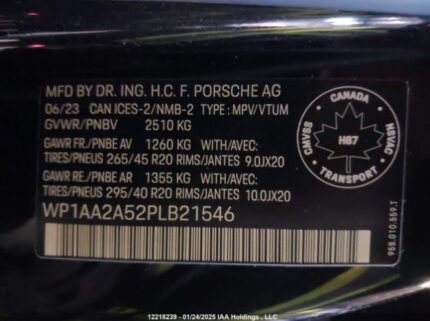 MFD. BY DR. ING. H.C. F. PORSCHE AG
06/23 CAN ICES-2/NMB-2 TYPE : MPV/VTUM
GVWR/PNBV 2510 KG
GAWR FR./PNBE AV 1260 KG WITH/AVEC:
TIRES/PNEUS 265/45 R20 RIMS/JANTES 9.0JX20
GAWR RE./PNBE AR 1355 KG WITH/AVEC:
TIRES/PNEUS 295/40 R20 RIMS/JANTES 10.0JX20
WP1AA2A52PLB21546
CANADA
CMVSS
NSVAC
H87
TRANSPORT
95B.010.559.T
12218239 - 01/24/2025 IAA Holdings , LLC